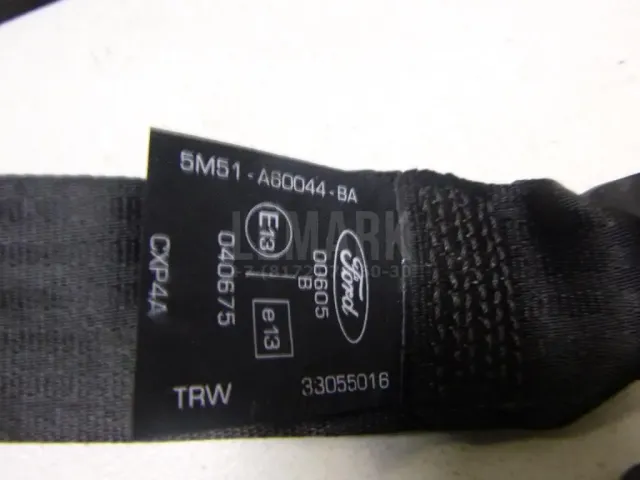 5M51-A60044-BA
E13
040675
B
00605
Ford
e13
CXP4A
TRW 33055016